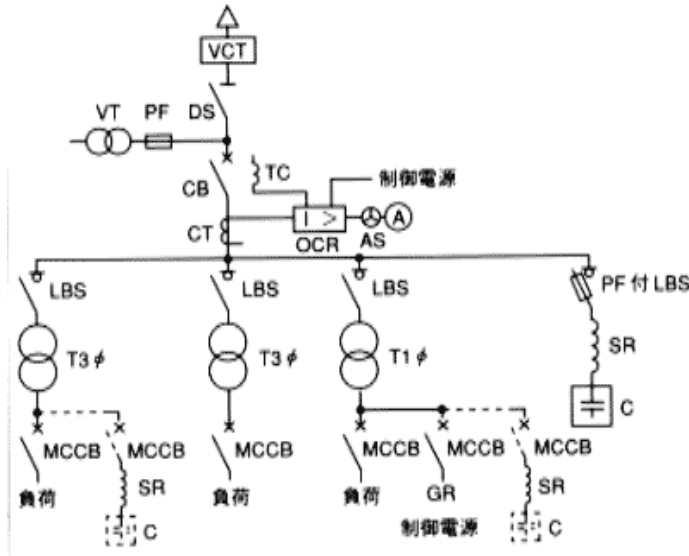 VCT
VT PF DS
TC
制御電源
CB
I >
A
CT
OCR AS
LBS LBS LBS PF付LBS
SR
T3φ T3φ T1φ
C
MCCB MCCB MCCB MCCB MCCB MCCB
SR SR
負荷 負荷 負荷 GR
制御電源
C C